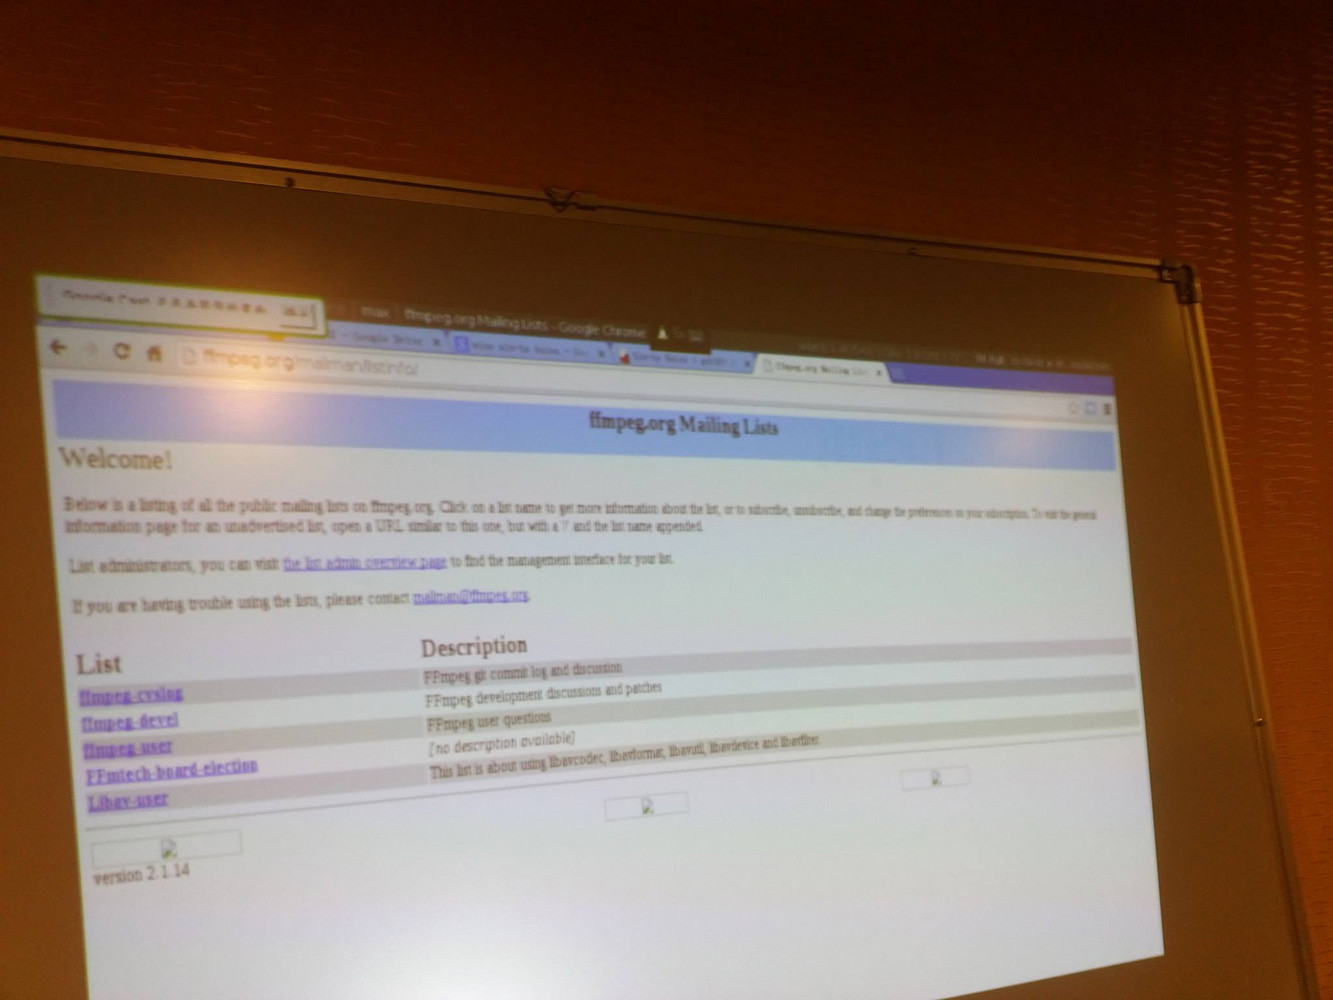 max ffmpeg.org Mailing Lists - Google Chrome
Google Drive
ffmpeg.org Mailing Lis
ffmpeg.org/mailman/listinfo/
ffmpeg.org Mailing Lists
Welcome!
Below is a listing of all the public mailing lists on ffmpeg.org. Click on a list name to get more information about the list, or to subscribe, unsubscribe, and change the preferences on your subscription. To visit the general
information page for an unadvertised list, open a URL similar to this one, but with a '/' and the list name appended.
List administrators, you can visit the list admin overview page to find the management interface for your list.
If you are having trouble using the lists, please contact mailman@ffmpeg.org.
List Description
ffmpeg-cvslog FFmpeg git commit log and discussion
ffmpeg-devel FFmpeg development discussions and patches
ffmpeg-user FFmpeg user questions
FFmtech-board-election [no description available]
Libav-user This list is about using libavcodec, libavformat, libavutil, libavdevice and libavfilter.
version 2.1.14